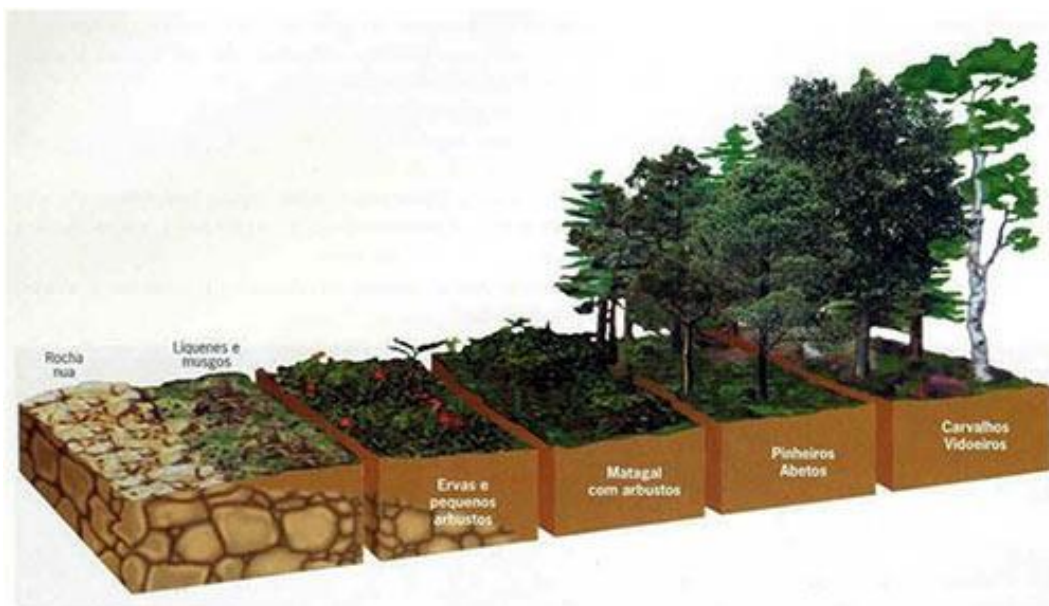 Rocha
nua
Líquenes e
musgos
Ervas e
pequenos
arbustos
Matagal
com arbustos
Pinheiros
Abetos
Carvalhos
Vidoeiros